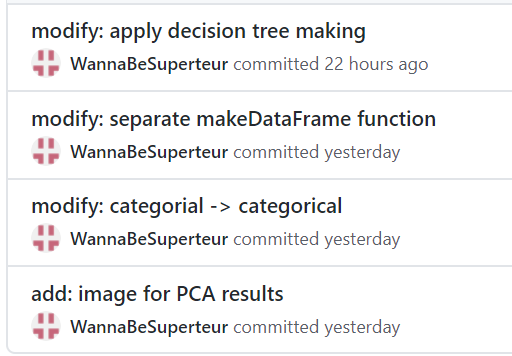 modify: apply decision tree making
WannaBeSuperteur committed 22 hours ago
modify: separate makeDataFrame function
WannaBeSuperteur committed yesterday
modify: categorial -> categorical
WannaBeSuperteur committed yesterday
add: image for PCA results
WannaBeSuperteur committed yesterday